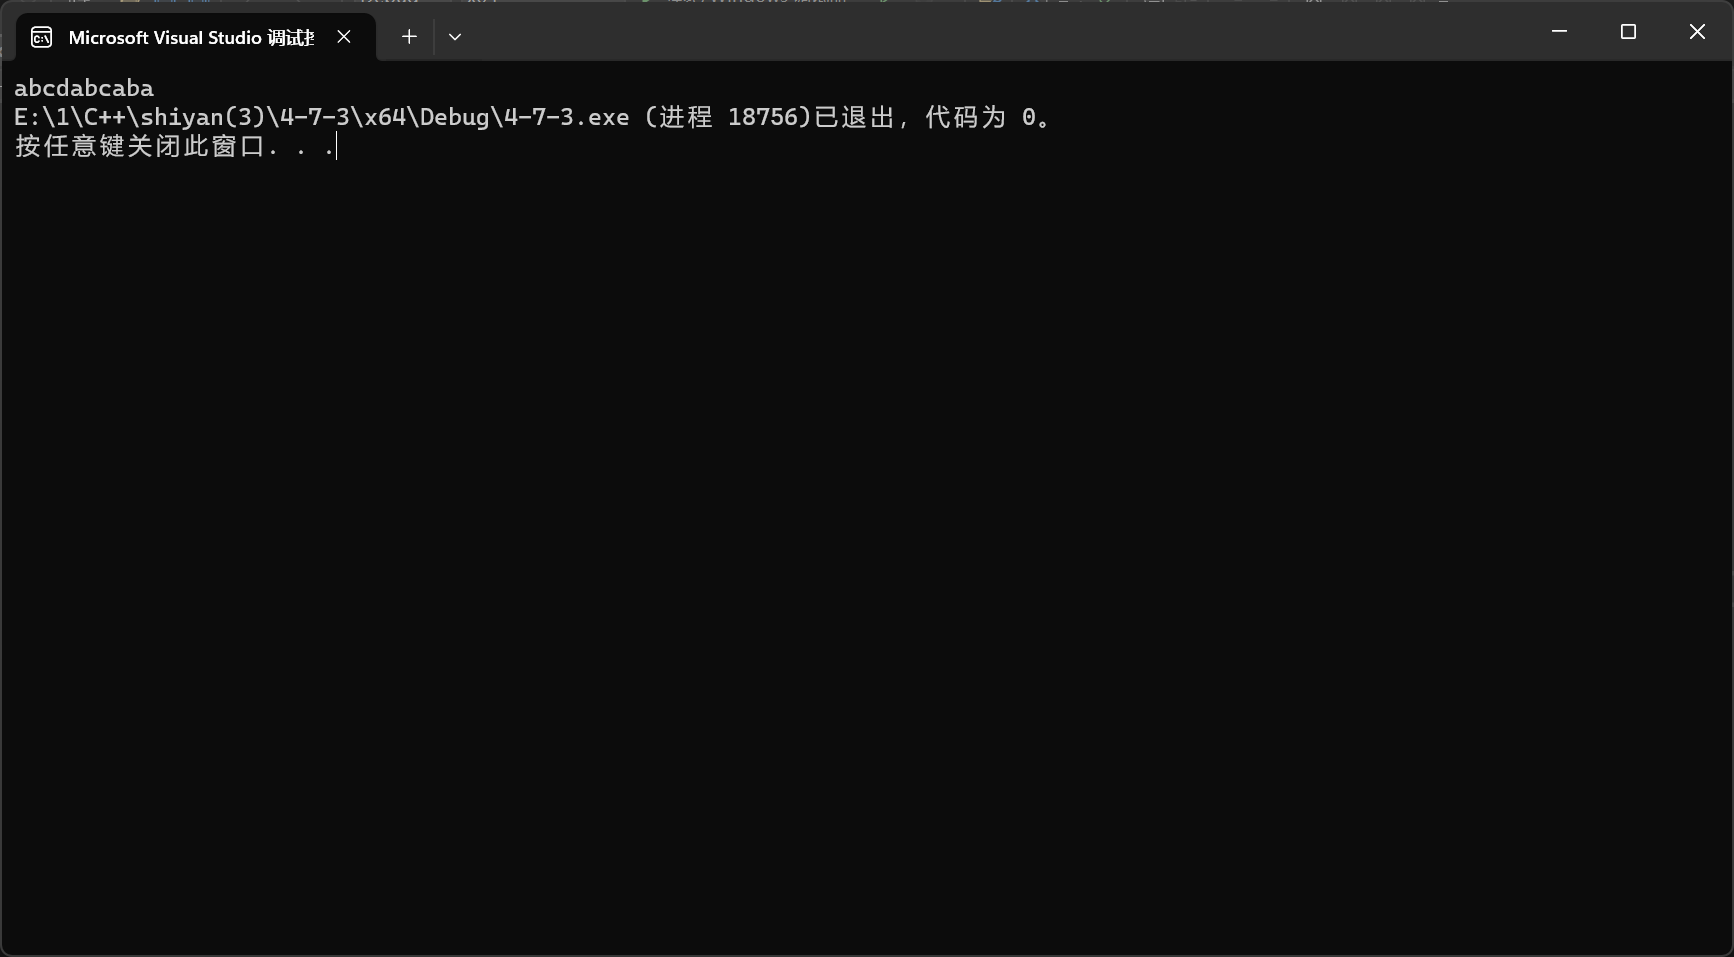 Microsoft Visual Studio 调试
abcdabcaba
E:\1\C++\shiyan(3)\4-7-3\x64\Debug\4-7-3.exe (进程 18756)已退出，代码为 0。
按任意键关闭此窗口. . .